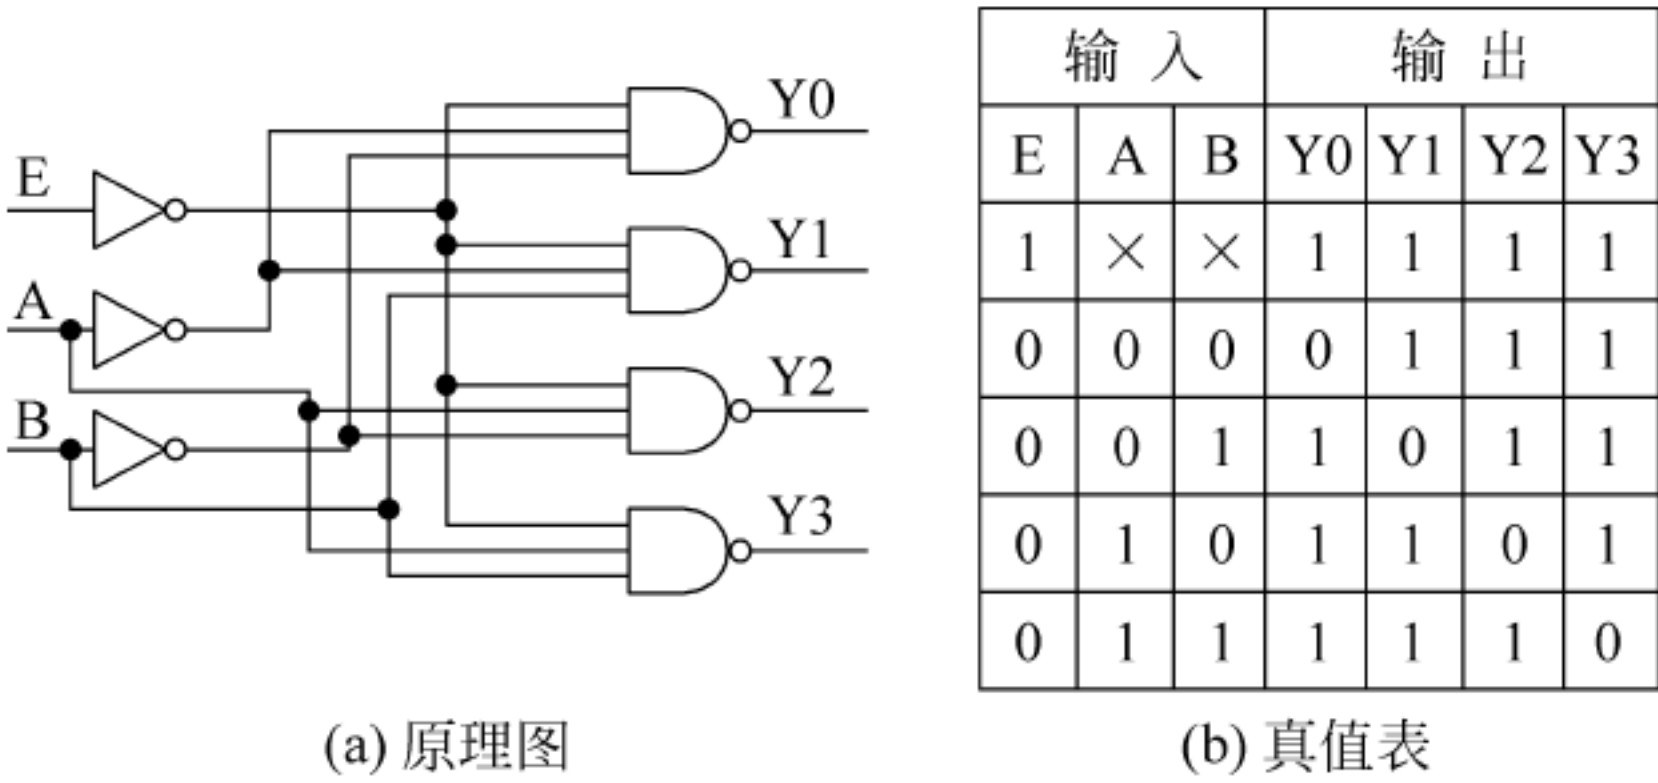 Y0
E
Y1
A
Y2
B
Y3
(a) 原理图
输 入 输 出
E A B Y0 Y1 Y2 Y3
1 × × 1 1 1 1
0 0 0 0 1 1 1
0 0 1 1 0 1 1
0 1 0 1 1 0 1
0 1 1 1 1 1 0
(b) 真值表